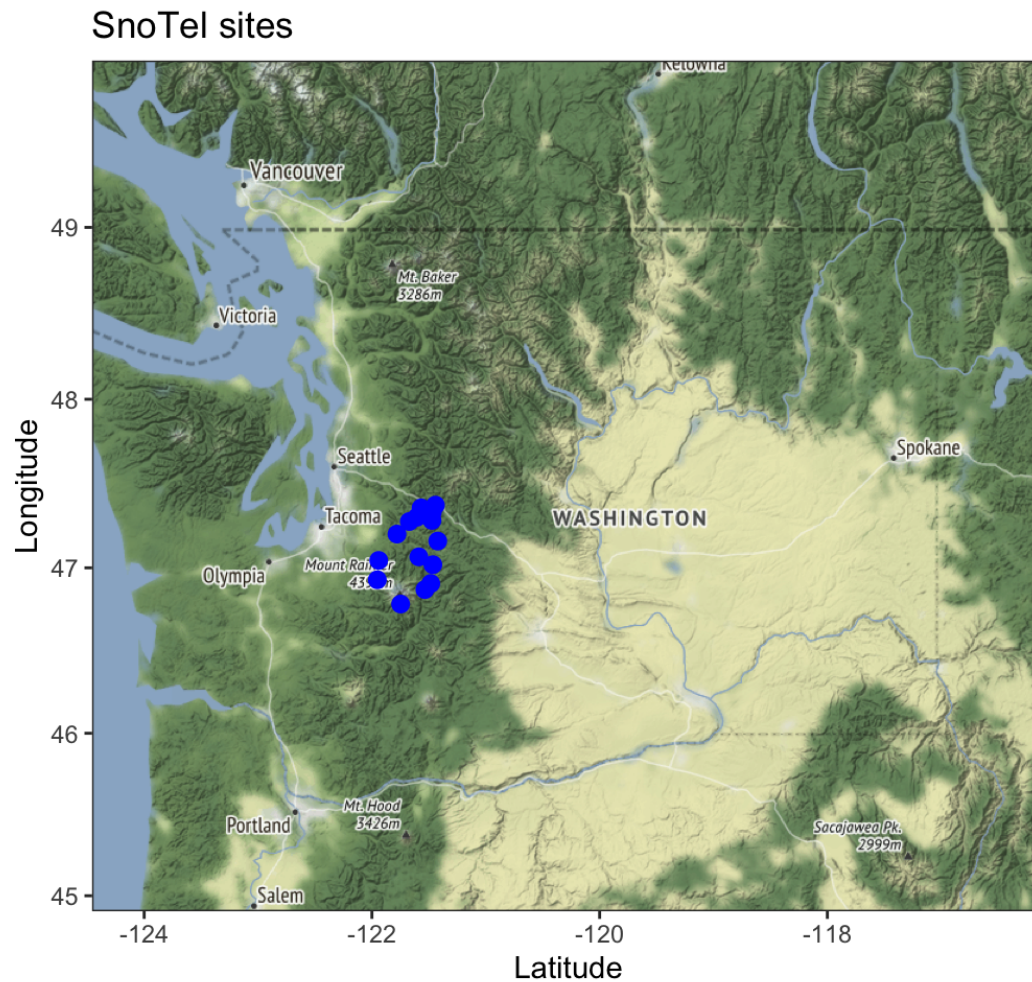 SnoTel sites
Kelowna
Vancouver
49
Mt. Baker
3286m
Victoria
48
Seattle
Spokane
Tacoma
WASHINGTON
Longitude
47
Mount Rainier
Olympia
46
Mt. Hood
3426m
Portland
Sacajawea Pk.
2999m
45
Salem
-124
-122
-120
-118
Latitude